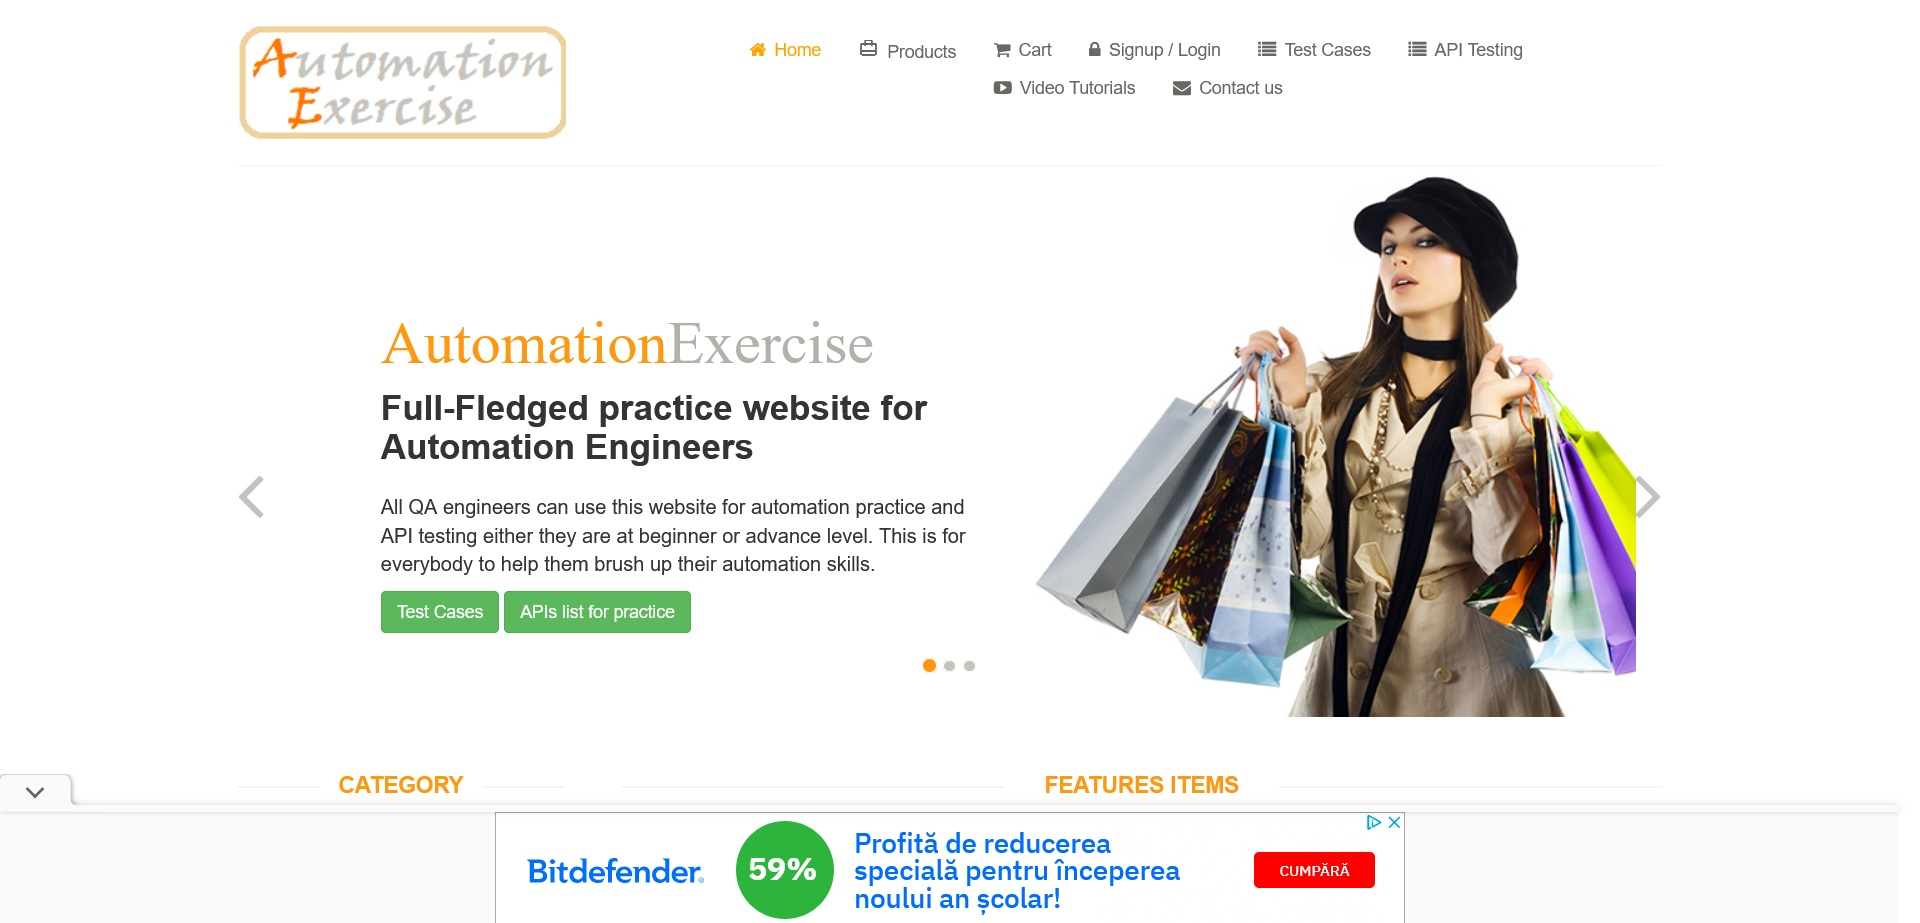 Automation
Exercise
Home
Products
Cart
Signup / Login
Test Cases
API Testing
Video Tutorials
Contact us
AutomationExercise
Full-Fledged practice website for
Automation Engineers
All QA engineers can use this website for automation practice and
API testing either they are at beginner or advance level. This is for
everybody to help them brush up their automation skills.
Test Cases
APIs list for practice
CATEGORY
FEATURES ITEMS
Bitdefender®
59%
Profită de reducerea
specială pentru începerea
noului an școlar!
CUMPĂRĂ